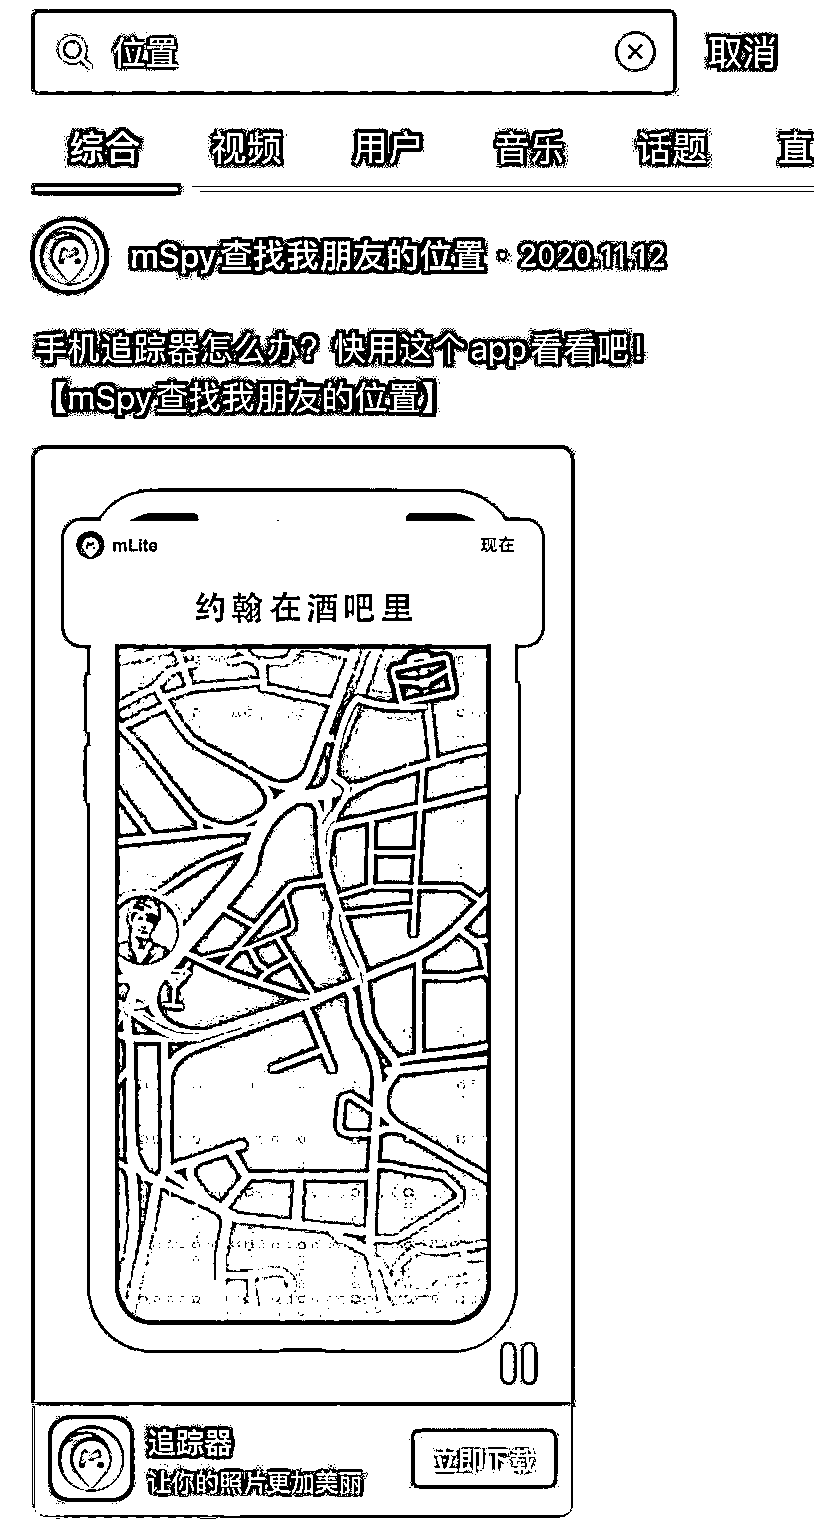 位置
取消
综合 视频 用户 音乐 话题 直
mSpy查找我朋友的位置 · 2020.11.12
手机追踪器怎么办？快用这个app看看吧！
【mSpy查找我朋友的位置】
mLite 现在
约翰在酒吧里
追踪器
让你的照片更加美丽
立即下载